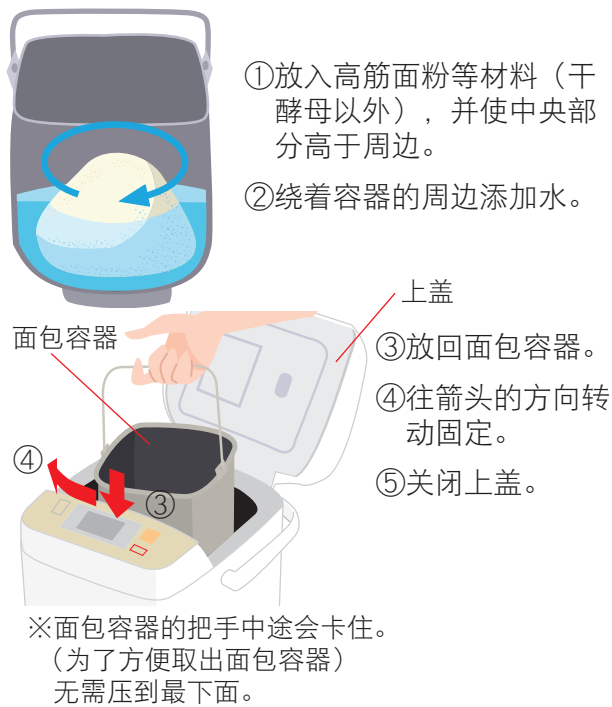 ①放入高筋面粉等材料（干
酵母以外），并使中央部
分高于周边。
②绕着容器的周边添加水。
上盖
面包容器
③放回面包容器。
④往箭头的方向转
动固定。
⑤关闭上盖。
④
③
※面包容器的把手中途会卡住。
（为了方便取出面包容器）
无需压到最下面。